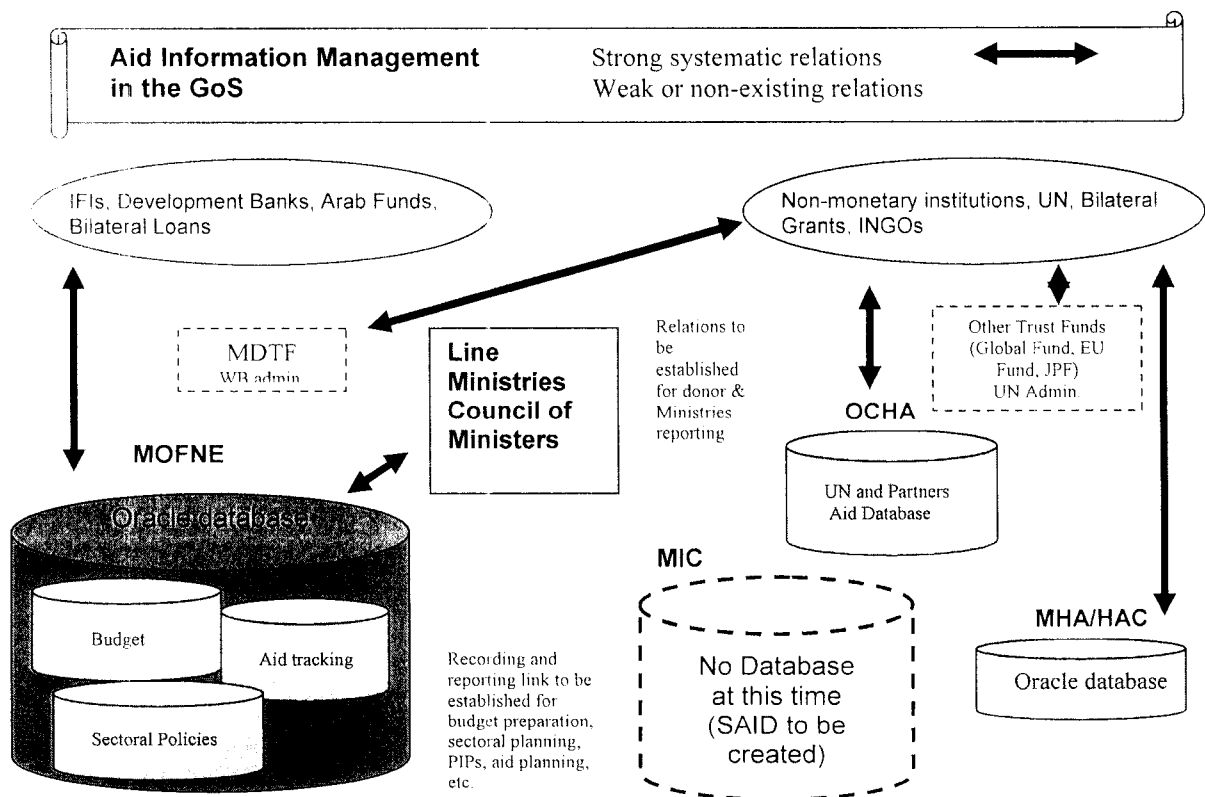 Aid Information Management
in the GoS
Strong systematic relations
Weak or non-existing relations
IFIs, Development Banks, Arab Funds,
Bilateral Loans
Non-monetary institutions, UN, Bilateral
Grants, INGOs
MDTF
WB admin
Line
Ministries
Council of
Ministers
Relations to
be
established
for donor &
Ministries
reporting
Other Trust Funds
(Global Fund, EU
Fund, JPF)
UN Admin.
OCHA
UN and Partners
Aid Database
MOFNE
Oracle database
Budget
Aid tracking
Sectoral Policies
Recording and
reporting link to be
established for
budget preparation,
sectoral planning,
PIPs, aid planning,
etc.
MIC
No Database
at this time
(SAID to be
created)
MHA/HAC
Oracle database